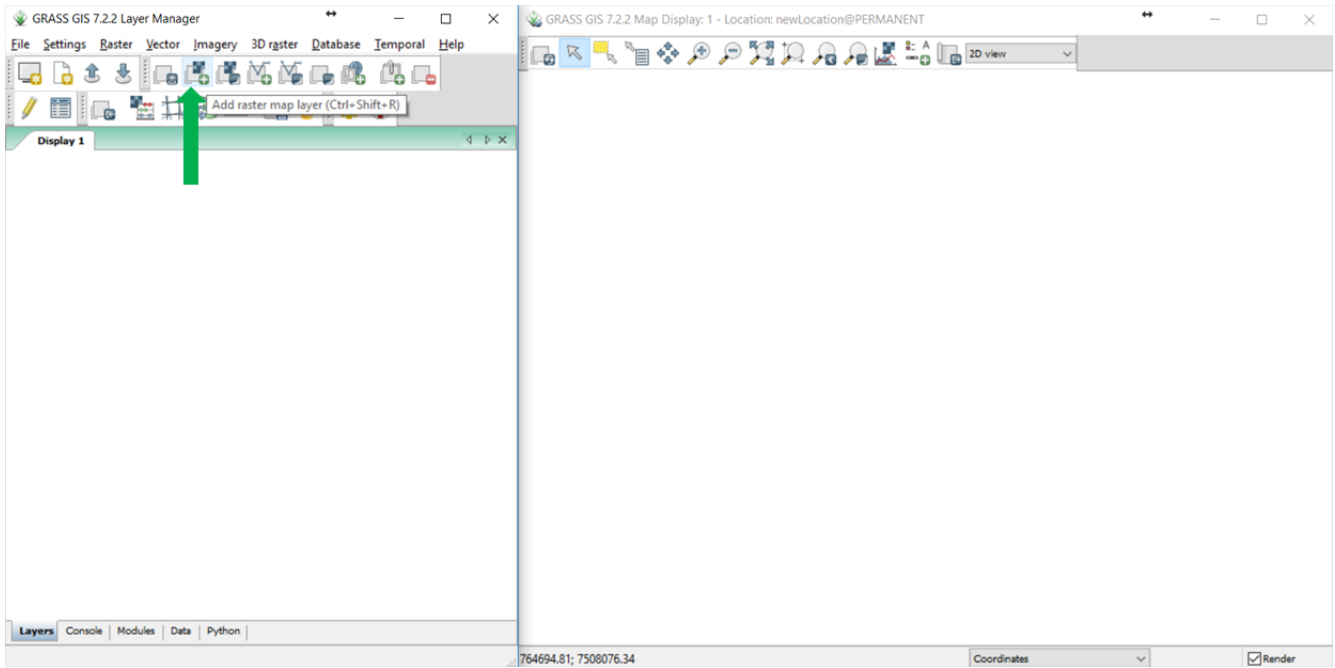 GRASS GIS 7.2.2 Layer Manager
File Settings Raster Vector Imagery 3D raster Database Temporal Help
Add raster map layer (Ctrl+Shift+R)
Display 1
Layers Console Modules Data Python
GRASS GIS 7.2.2 Map Display: 1 - Location: newLocation@PERMANENT
2D view
764694.81; 7508076.34
Coordinates
Render